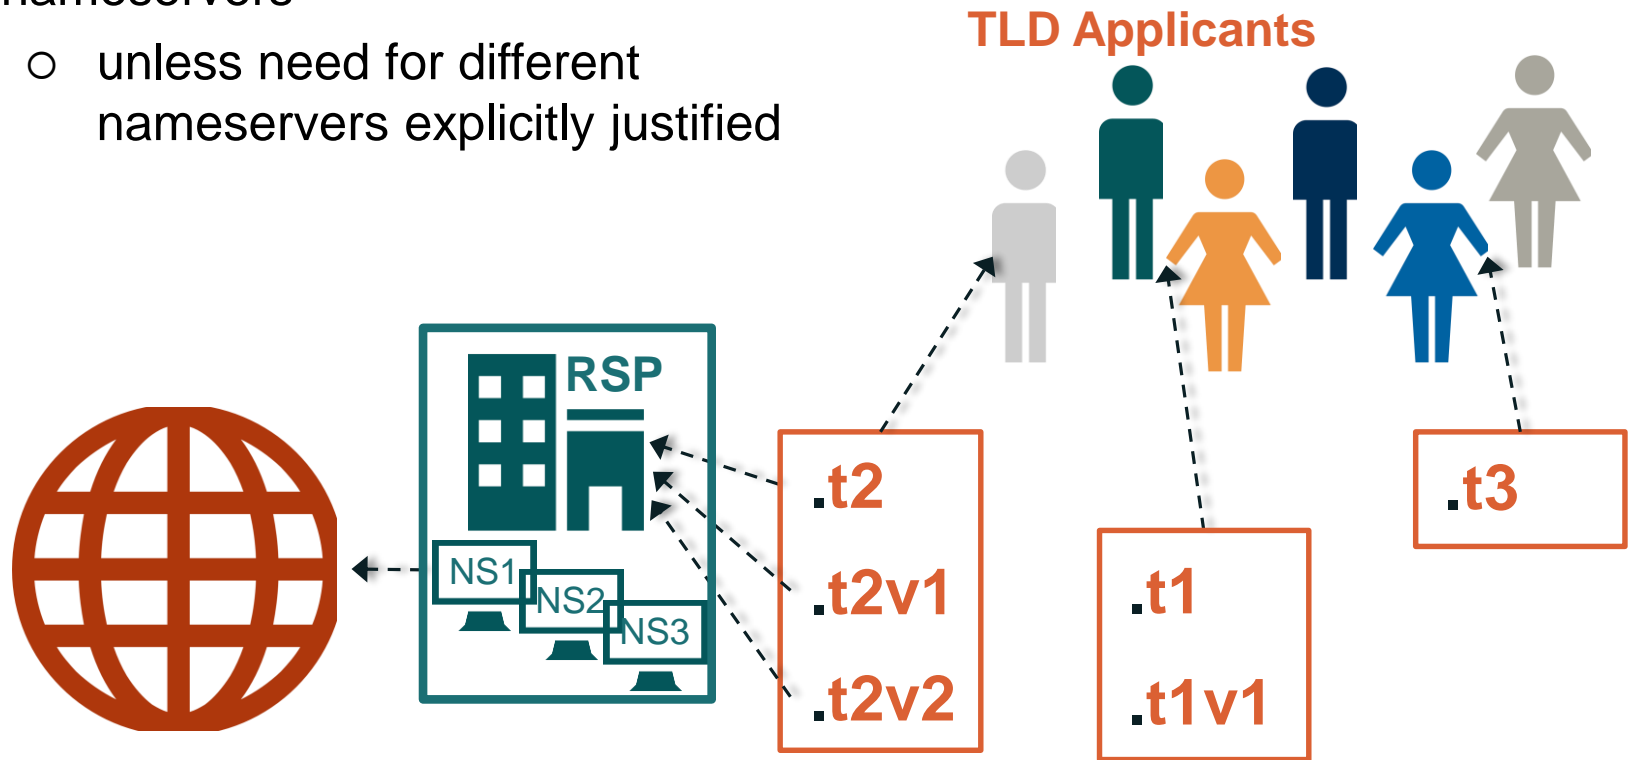 nameservers
○ unless need for different
nameservers explicitly justified
TLD Applicants
RSP
NS1
NS2
NS3
.t2
.t2v1
.t2v2
.t1
.t1v1
.t3